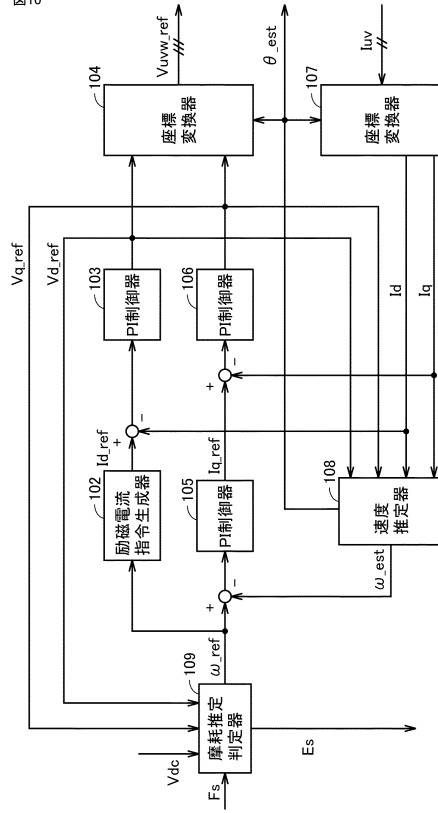 図10
Vuvw_ref
θ_est
Iuv
104
座標
変換器
107
座標
変換器
Vq_ref
Vd_ref
103
PI制御器
106
PI制御器
Id
Iq
Id_ref
+
-
Iq_ref
+
-
102
励磁電流
指令生成器
105
PI制御器
108
速度
推定器
+
-
ω_est
ω_ref
109
摩耗推定
判定器
Vdc
Fs
Es